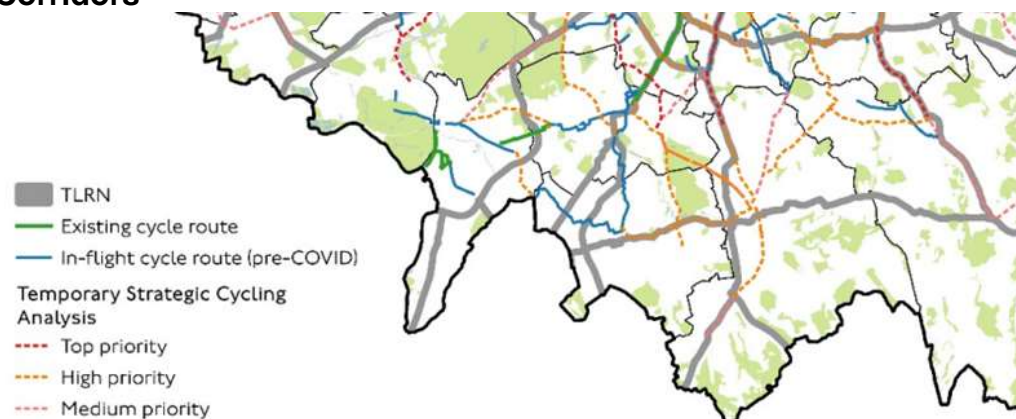 Corridors
TLRN
Existing cycle route
In-flight cycle route (pre-COVID)
Temporary Strategic Cycling
Analysis
Top priority
High priority
Medium priority